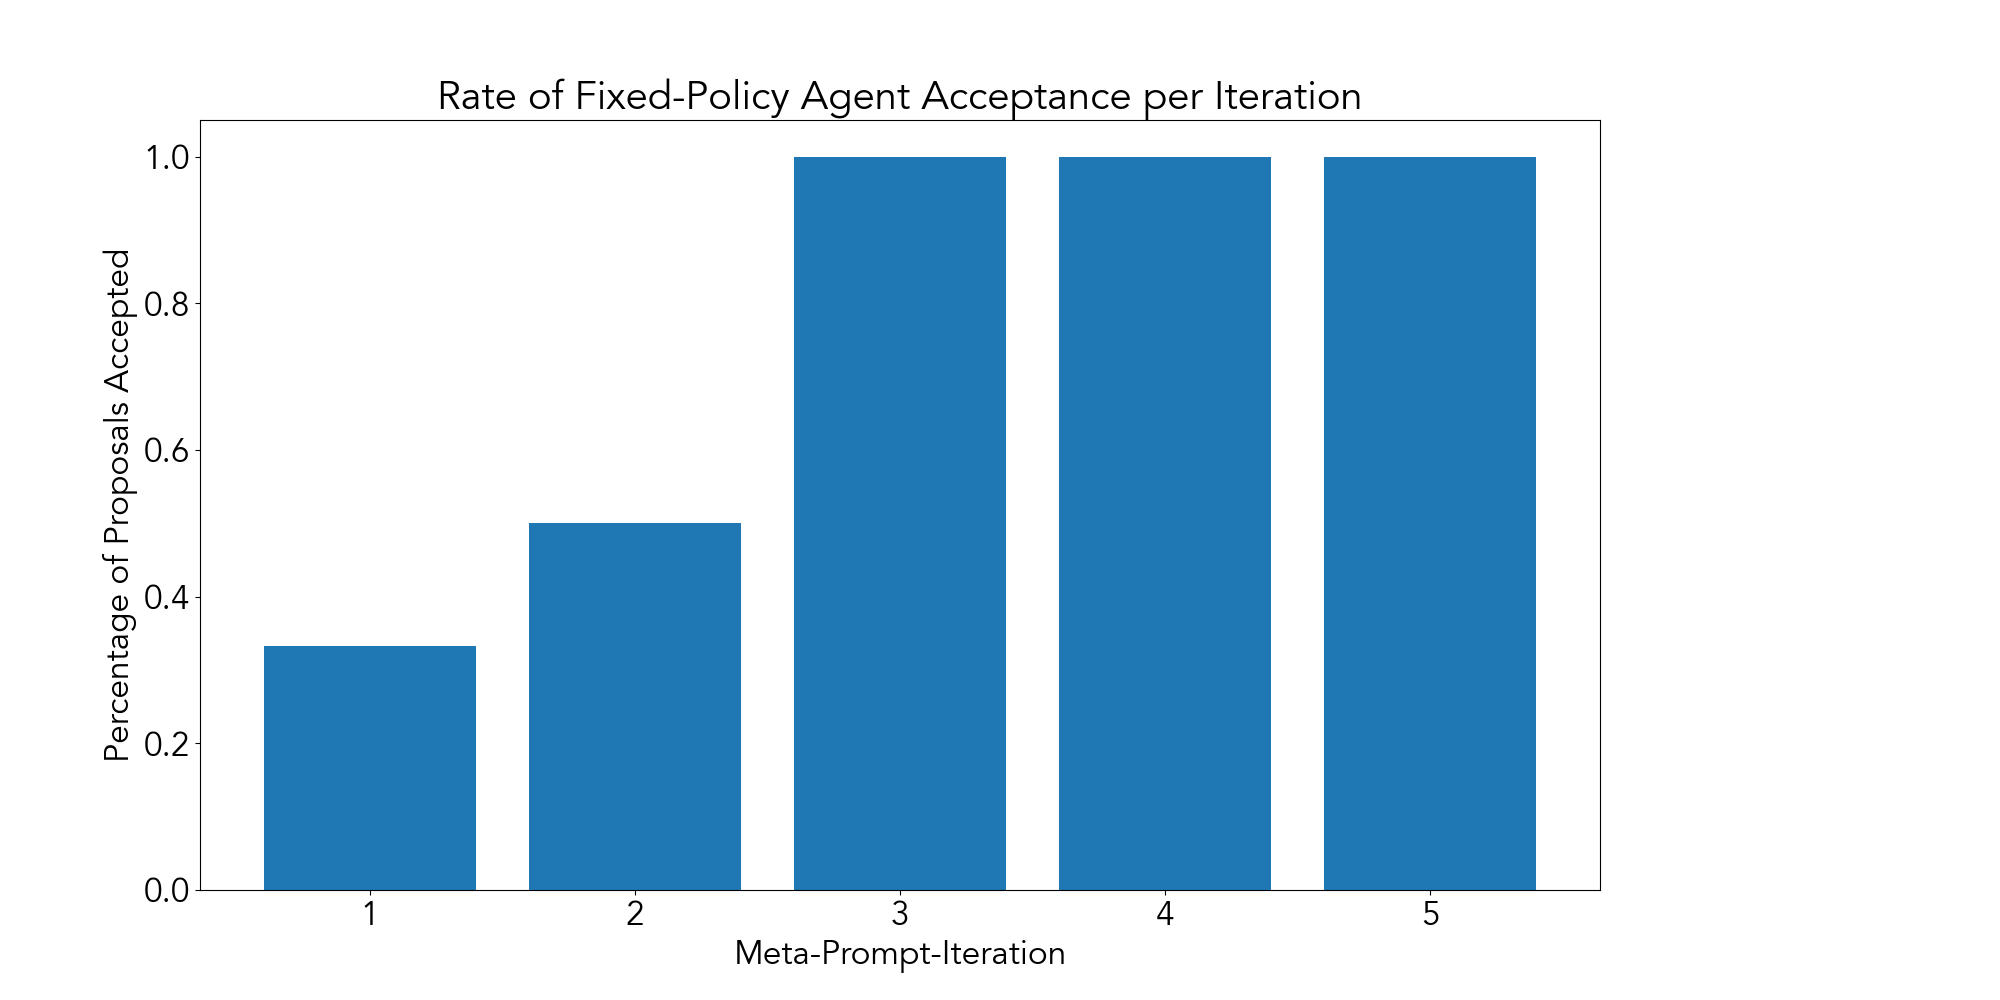 Rate of Fixed-Policy Agent Acceptance per Iteration
Percentage of Proposals Accepted
1.0
0.8
0.6
0.4
0.2
0.0
1 2 3 4 5
Meta-Prompt-Iteration